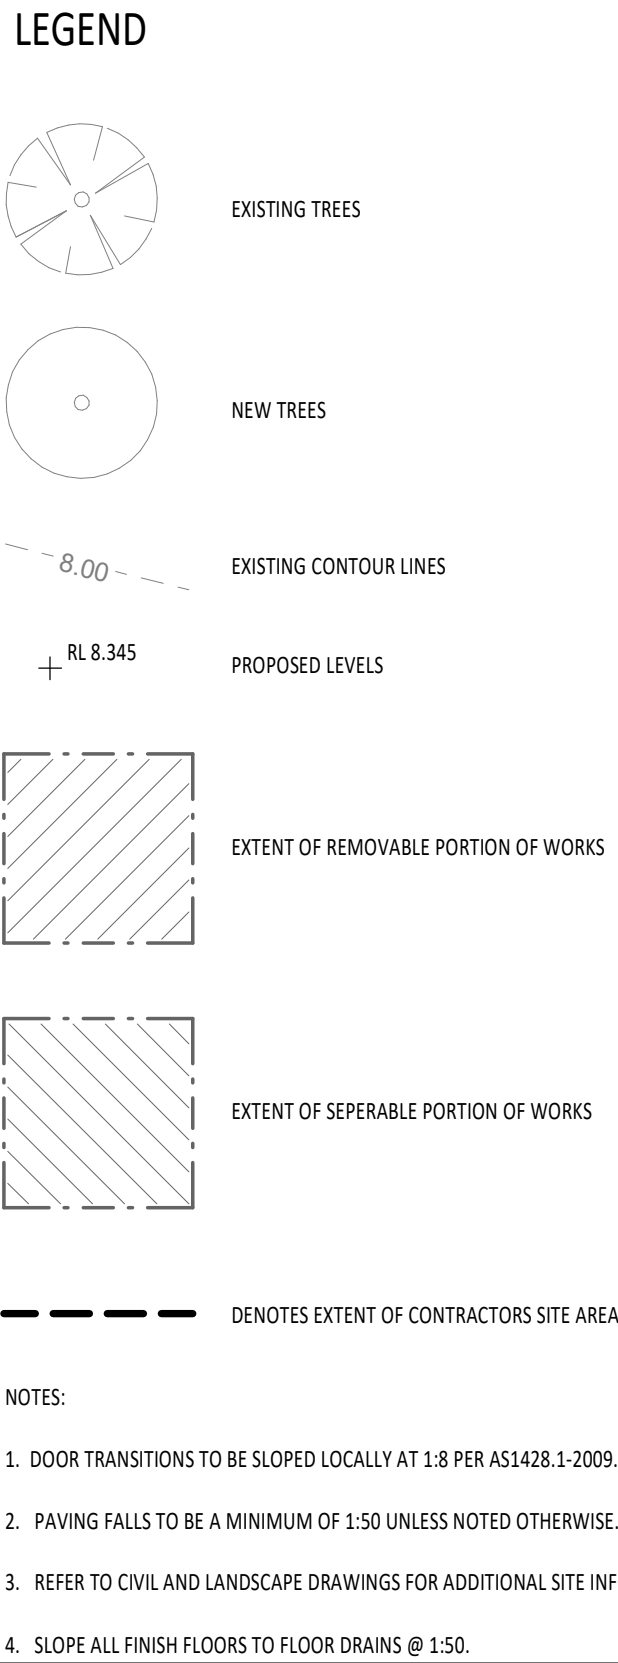 LEGEND
EXISTING TREES
NEW TREES
8.00
EXISTING CONTOUR LINES
RL 8.345
PROPOSED LEVELS
EXTENT OF REMOVABLE PORTION OF WORKS
EXTENT OF SEPERABLE PORTION OF WORKS
DENOTES EXTENT OF CONTRACTORS SITE AREA
NOTES:
1. DOOR TRANSITIONS TO BE SLOPED LOCALLY AT 1:8 PER AS1428.1-2009.
2. PAVING FALLS TO BE A MINIMUM OF 1:50 UNLESS NOTED OTHERWISE.
3. REFER TO CIVIL AND LANDSCAPE DRAWINGS FOR ADDITIONAL SITE INF
4. SLOPE ALL FINISH FLOORS TO FLOOR DRAINS @ 1:50.